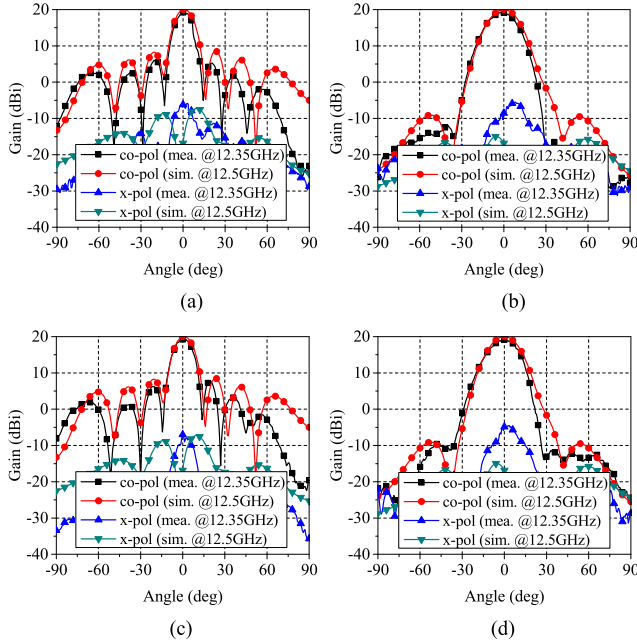 20
10
0
-10
-20
-30
-40
Gain (dBi)
co-pol (mea. @12.35GHz)
co-pol (sim. @12.5GHz)
x-pol (mea. @12.35GHz)
x-pol (sim. @12.5GHz)
-90 -60 -30 0 30 60 90
Angle (deg)
(a)
20
10
0
-10
-20
-30
-40
Gain (dBi)
co-pol (mea. @12.35GHz)
co-pol (sim. @12.5GHz)
x-pol (mea. @12.35GHz)
x-pol (sim. @12.5GHz)
-90 -60 -30 0 30 60 90
Angle (deg)
(b)
20
10
0
-10
-20
-30
-40
Gain (dBi)
co-pol (mea. @12.35GHz)
co-pol (sim. @12.5GHz)
x-pol (mea. @12.35GHz)
x-pol (sim. @12.5GHz)
-90 -60 -30 0 30 60 90
Angle (deg)
(c)
20
10
0
-10
-20
-30
-40
Gain (dBi)
co-pol (mea. @12.35GHz)
co-pol (sim. @12.5GHz)
x-pol (mea. @12.35GHz)
x-pol (sim. @12.5GHz)
-90 -60 -30 0 30 60 90
Angle (deg)
(d)